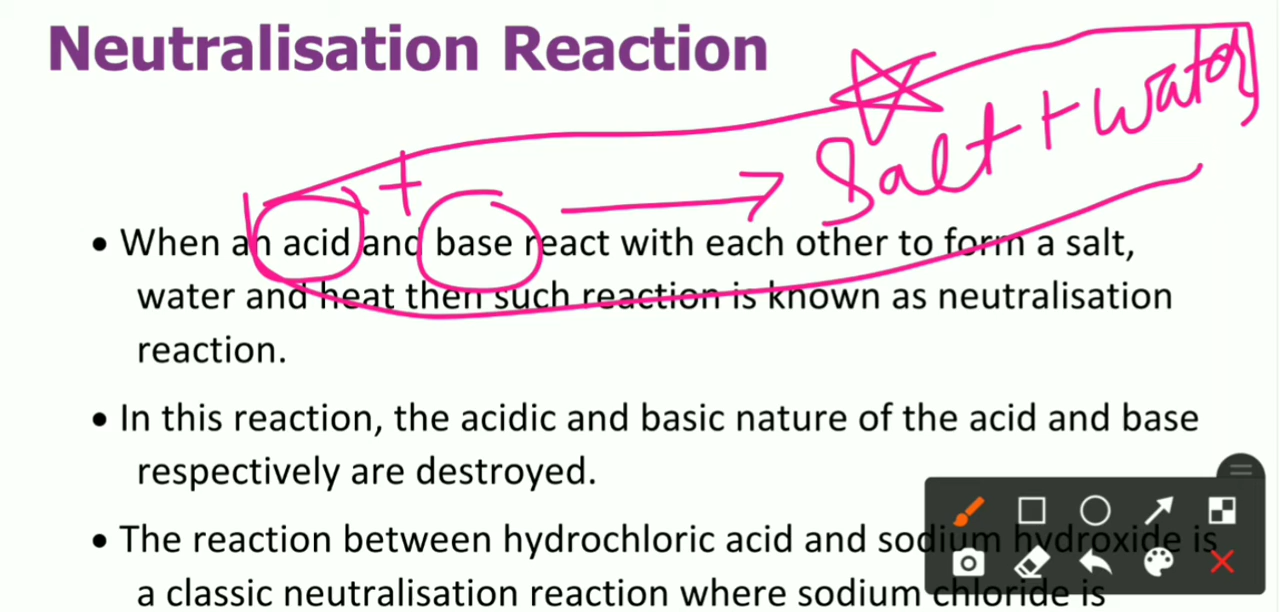 Neutralisation Reaction
+ → Salt + water
• When an acid and base react with each other to form a salt,
water and heat then such reaction is known as neutralisation
reaction.
• In this reaction, the acidic and basic nature of the acid and base
respectively are destroyed.
• The reaction between hydrochloric acid and sodium hydroxide is
a classic neutralisation reaction where sodium chloride is